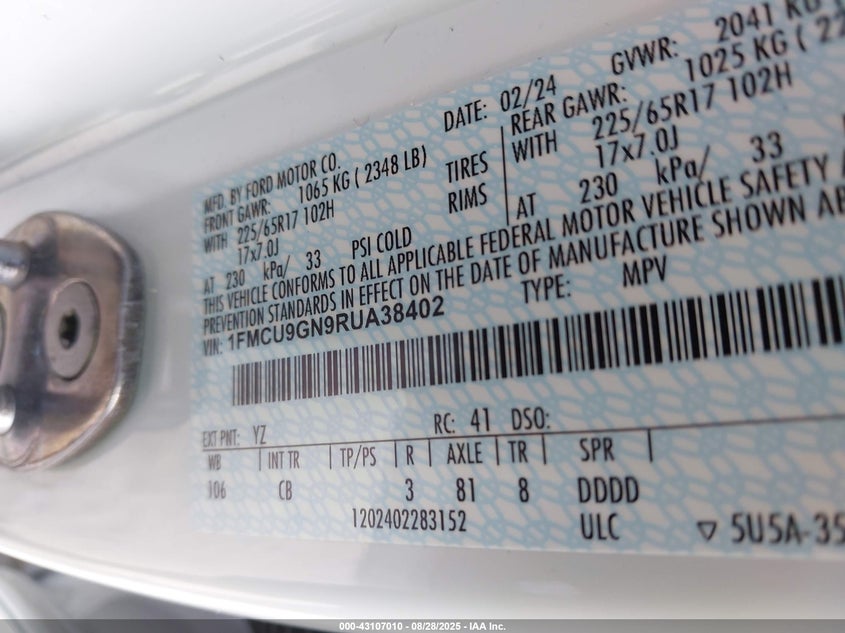 MFD. BY FORD MOTOR CO.
DATE: 02/24
GVWR: 2041 KG
FRONT GAWR: 1065 KG ( 2348 LB)
REAR GAWR: 1025 KG (
WITH 225/65R17 102H
TIRES
WITH 225/65R17 102H
17x7.0J
RIMS
17x7.0J
AT 230 kPa/ 33 PSI COLD
AT 230 kPa/ 33
THIS VEHICLE CONFORMS TO ALL APPLICABLE FEDERAL MOTOR VEHICLE SAFETY
PREVENTION STANDARDS IN EFFECT ON THE DATE OF MANUFACTURE SHOWN
VIN: 1FMCU9GN9RUA38402
TYPE: MPV
EXT PNT: YZ RC: 41 DSO:
WB INT TR TP/PS R AXLE TR SPR
106 CB 3 81 8 DDDD
1202402283152 ULC ▽ 5U5A-35
000-43107010 - 08/28/2025 - IAA Inc.